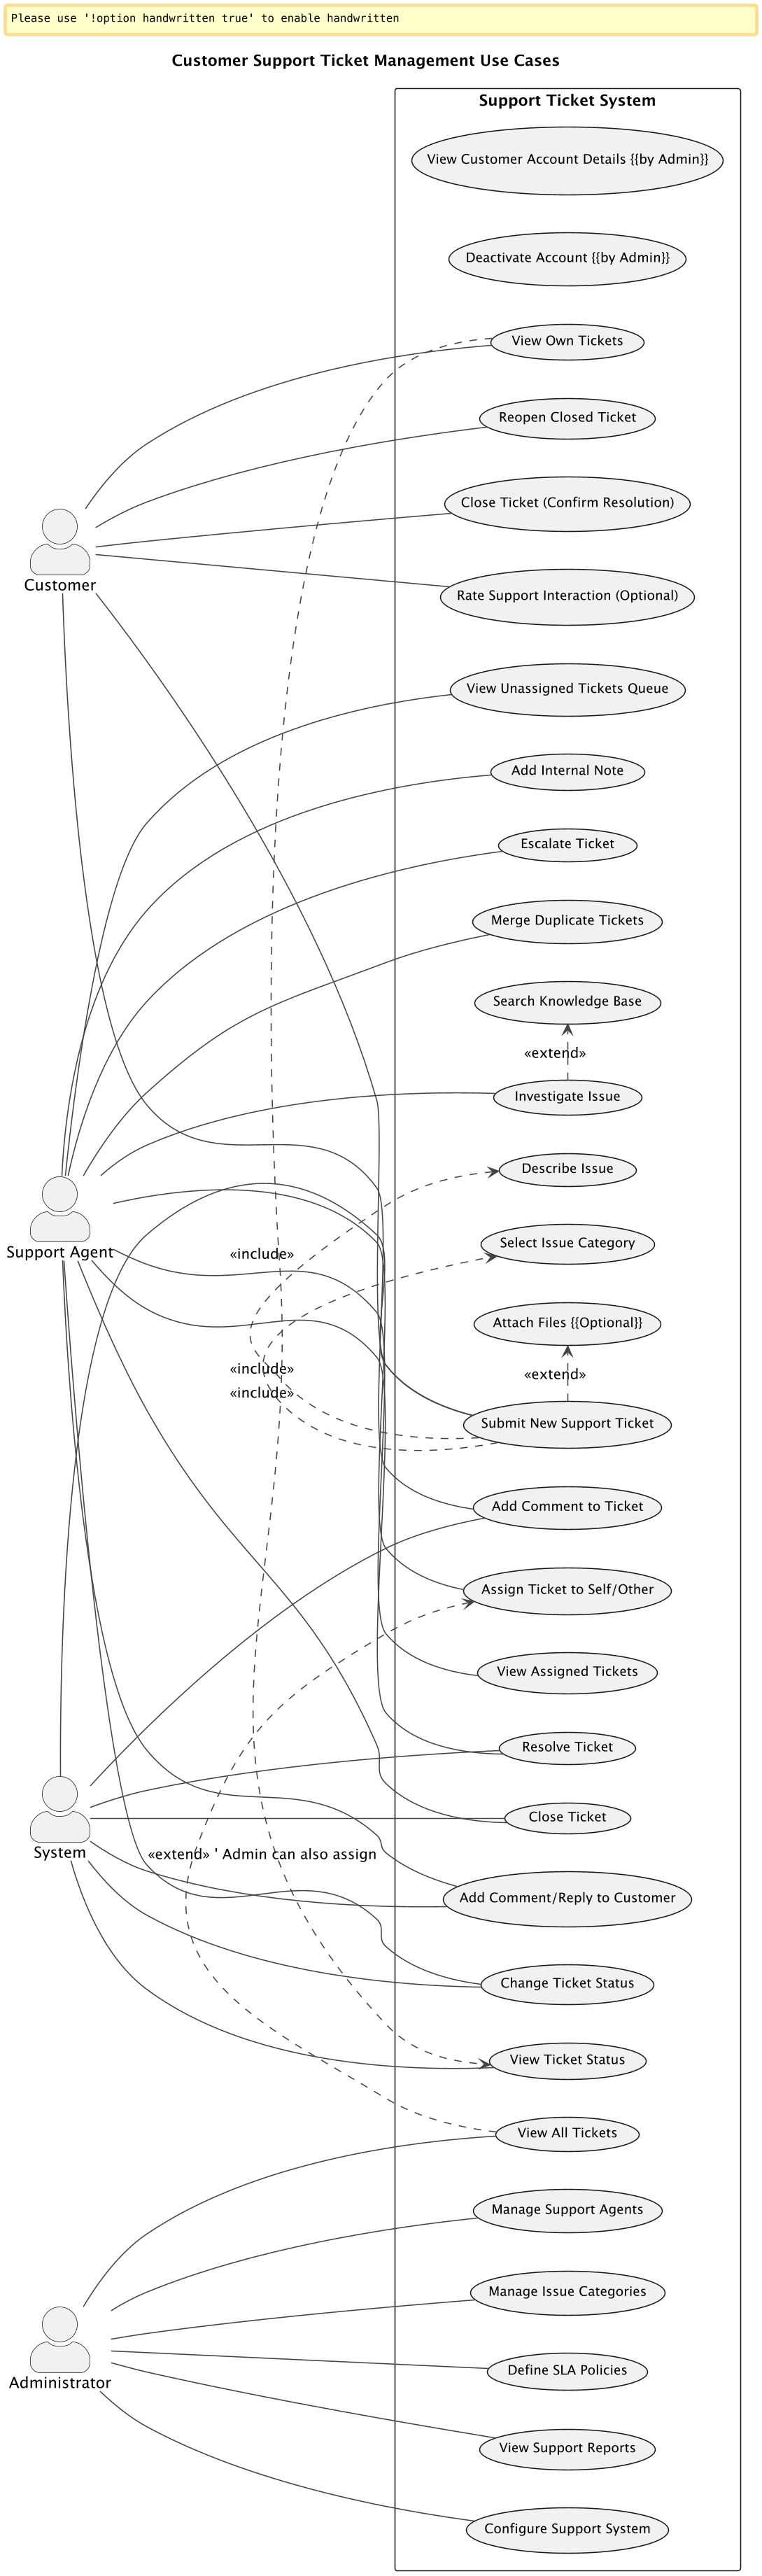 Please use '!option handwritten true' to enable handwritten
Customer Support Ticket Management Use Cases
Support Ticket System
View Customer Account Details {{by Admin}}
Deactivate Account {{by Admin}}
View Own Tickets
Reopen Closed Ticket
Close Ticket (Confirm Resolution)
Customer
Rate Support Interaction (Optional)
View Unassigned Tickets Queue
Add Internal Note
Escalate Ticket
Merge Duplicate Tickets
Search Knowledge Base
«extend»
Investigate Issue
Describe Issue
Support Agent
«include»
Select Issue Category
Attach Files {{Optional}}
«include»
«extend»
«include»
Submit New Support Ticket
Add Comment to Ticket
Assign Ticket to Self/Other
View Assigned Tickets
Resolve Ticket
Close Ticket
System
«extend» ' Admin can also assign
Add Comment/Reply to Customer
Change Ticket Status
View Ticket Status
View All Tickets
Manage Support Agents
Manage Issue Categories
Administrator
Define SLA Policies
View Support Reports
Configure Support System